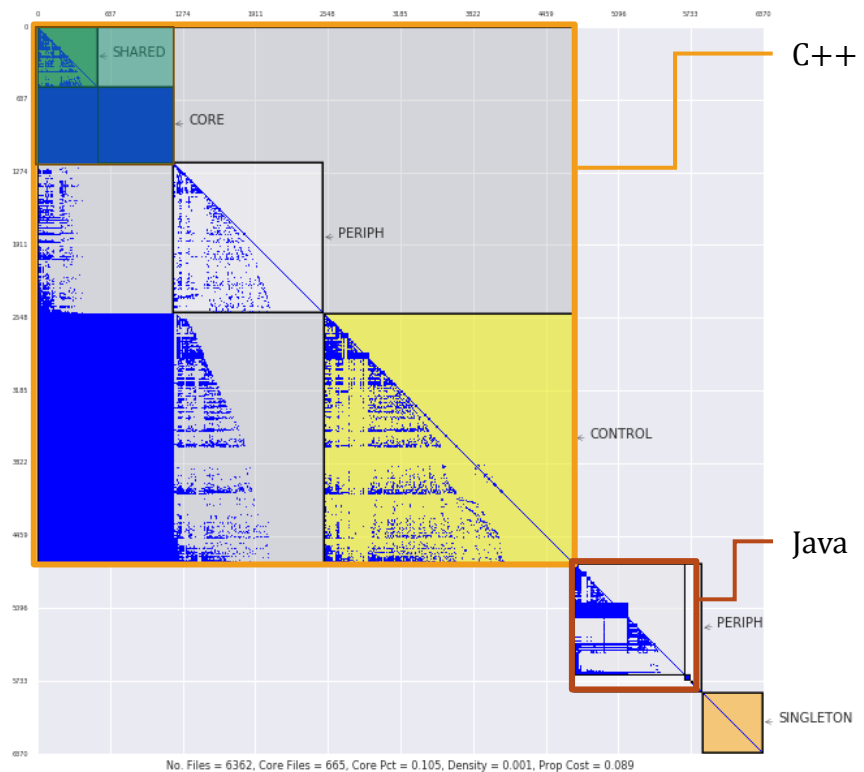 0 637 1274 1911 2548 3185 3822 4459 5096 5733 6370
C++
0
SHARED
637
CORE
1274
PERIPH
1911
2548
3185
CONTROL
3822
4459
Java
5096
PERIPH
5733
SINGLETON
6370
No. Files = 6362, Core Files = 665, Core Pct = 0.105, Density = 0.001, Prop Cost = 0.089